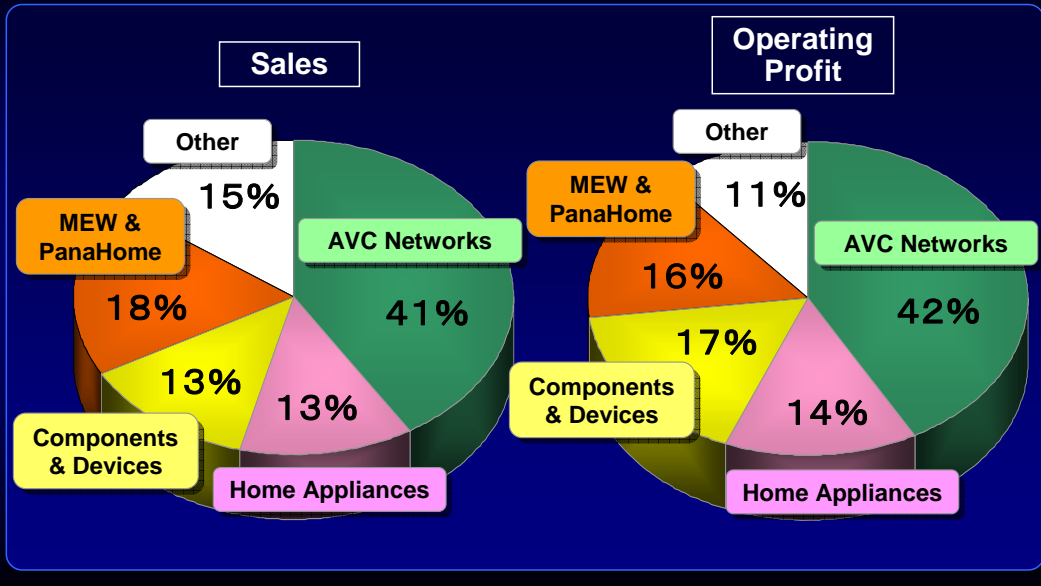 Sales
Other
15%
MEW &
PanaHome
18%
AVC Networks
41%
13%
13%
Components
& Devices
Home Appliances
Operating
Profit
Other
11%
MEW &
PanaHome
16%
AVC Networks
42%
17%
Components
& Devices
14%
Home Appliances